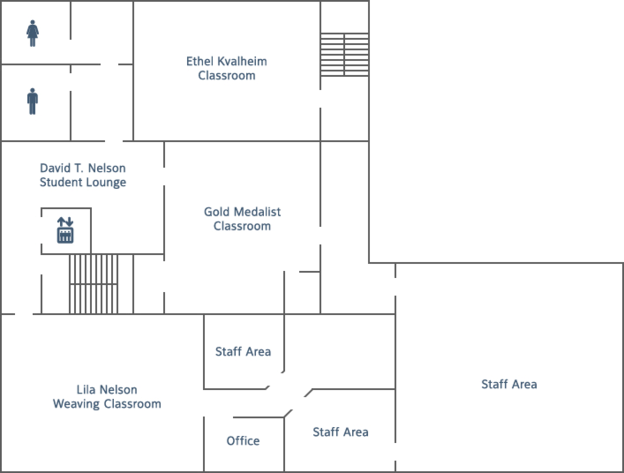 Ethel Kvalheim
Classroom
David T. Nelson
Student Lounge
Gold Medalist
Classroom
Staff Area
Lila Nelson
Weaving Classroom
Staff Area
Staff Area
Office